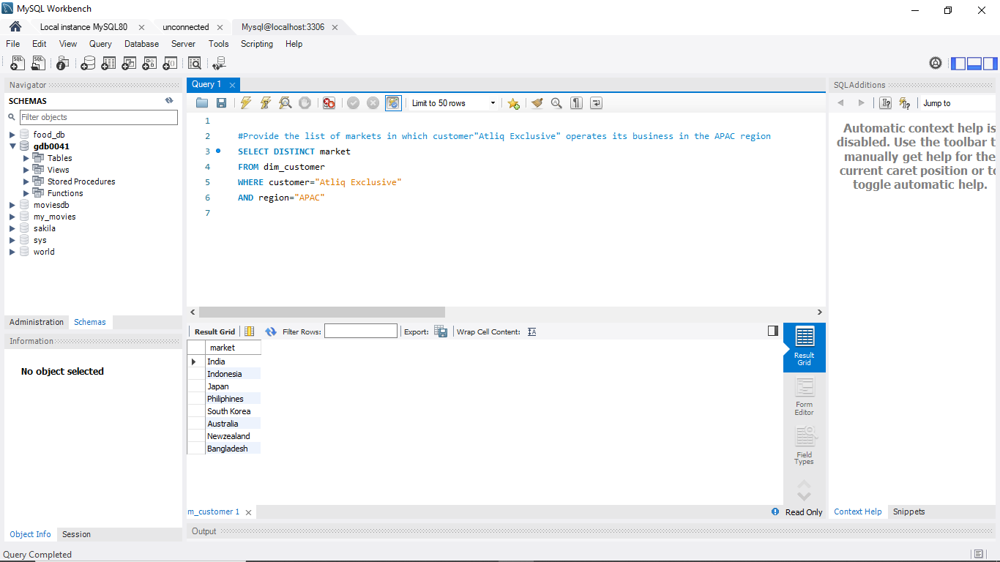 MySQL Workbench
Local instance MySQL80
unconnected
Mysql@localhost:3306
File Edit View Query Database Server Tools Scripting Help
Navigator
SCHEMAS
Filter objects
food_db
gdb0041
Tables
Views
Stored Procedures
Functions
moviesdb
my_movies
sakila
sys
world
Administration Schemas
Information
No object selected
Object Info Session
Query Completed
Query 1
Limit to 50 rows
1
2 #Provide the list of markets in which customer"Atliq Exclusive" operates its business in the APAC region
3 SELECT DISTINCT market
4 FROM dim_customer
5 WHERE customer="Atliq Exclusive"
6 AND region="APAC"
7
Result Grid Filter Rows: Export: Wrap Cell Content:
market
India
Indonesia
Japan
Philiphines
South Korea
Australia
Newzealand
Bangladesh
Result
Grid
Form
Editor
Field
Types
m_customer 1
Read Only
Output
SQLAdditions
Jump to
Automatic context help is
disabled. Use the toolbar t
manually get help for the
current caret position or to
toggle automatic help.
Context Help Snippets